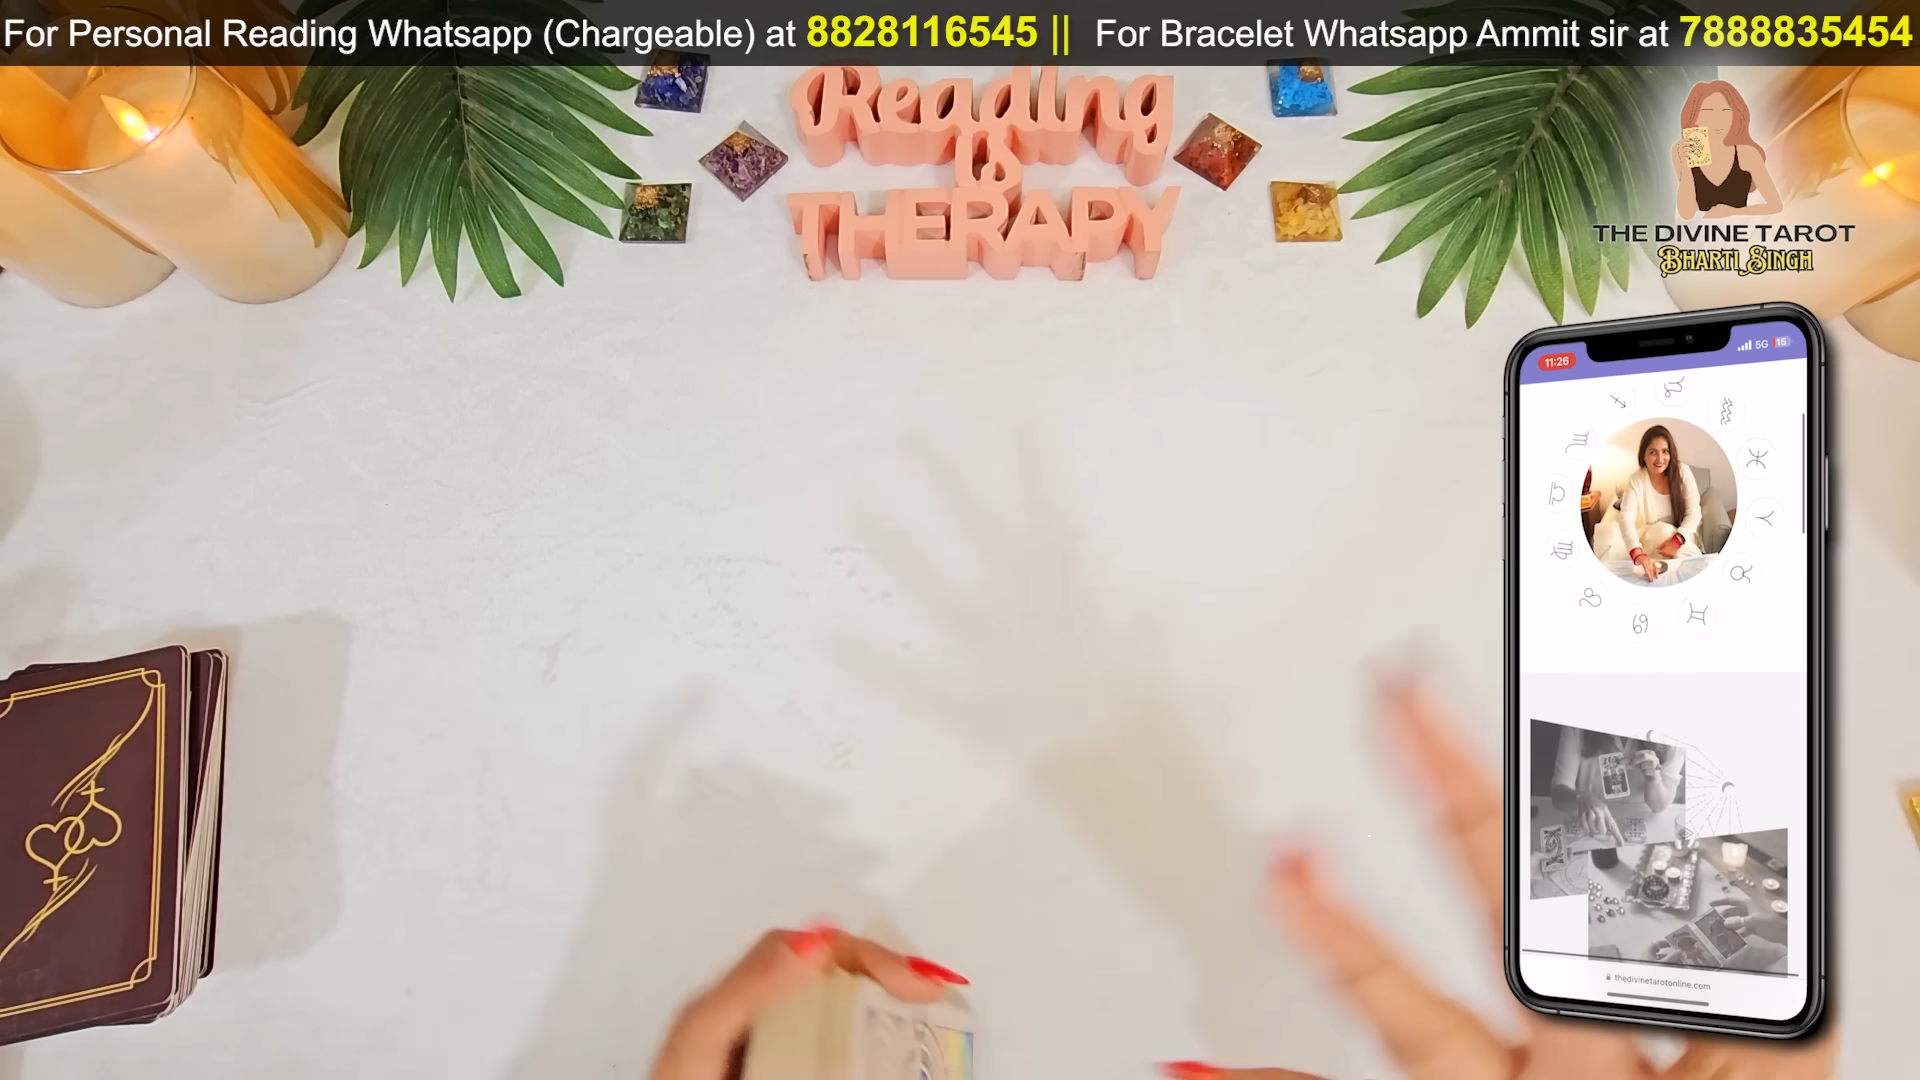 For Personal Reading Whatsapp (Chargeable) at 8828116545 || For Bracelet Whatsapp Ammit sir at 7888835454
Reading
is
THERAPY
THE DIVINE TAROT
BHARTI SINGH
11:26
5G 15
thedivinetarotonline.com